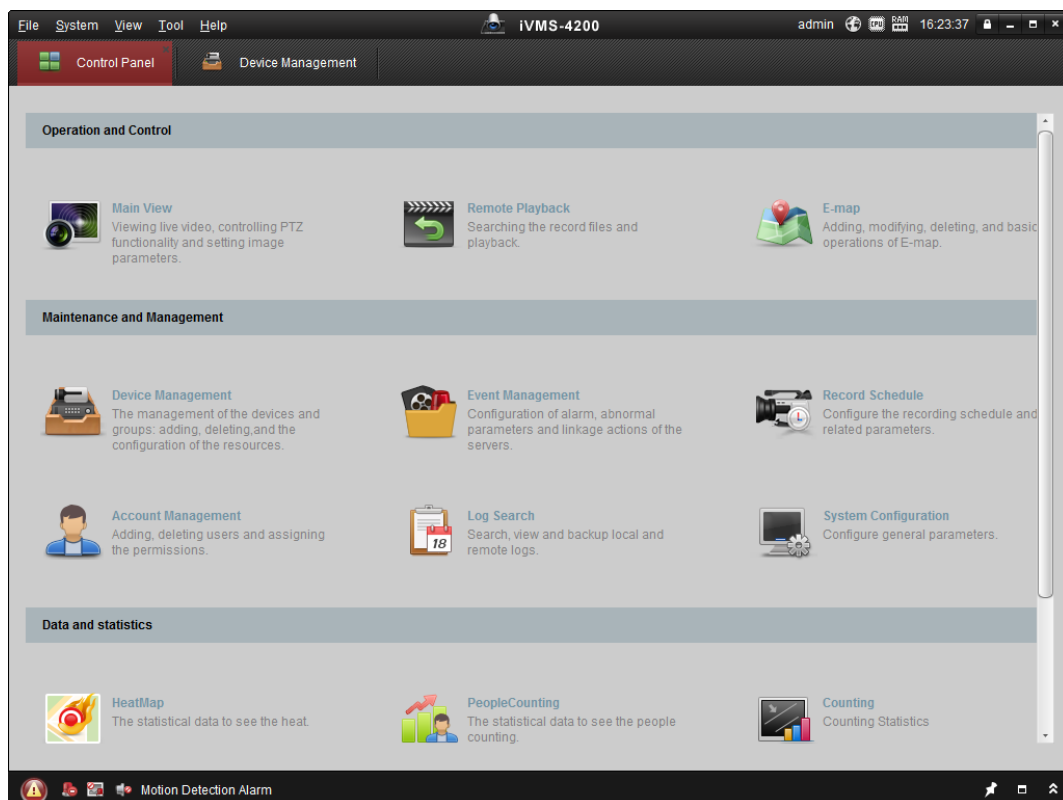 File System View Tool Help iVMS-4200 admin CPU RAM 16:23:37
Control Panel Device Management
Operation and Control
Main View
Viewing live video, controlling PTZ
functionality and setting image
parameters.
Remote Playback
Searching the record files and
playback.
E-map
Adding, modifying, deleting, and basic
operations of E-map.
Maintenance and Management
Device Management
The management of the devices and
groups: adding, deleting,and the
configuration of the resources.
Event Management
Configuration of alarm, abnormal
parameters and linkage actions of the
servers.
Record Schedule
Configure the recording schedule and
related parameters.
Account Management
Adding, deleting users and assigning
the permissions.
18
Log Search
Search, view and backup local and
remote logs.
System Configuration
Configure general parameters.
Data and statistics
HeatMap
The statistical data to see the heat.
PeopleCounting
The statistical data to see the people
counting.
Counting
Counting Statistics
Motion Detection Alarm